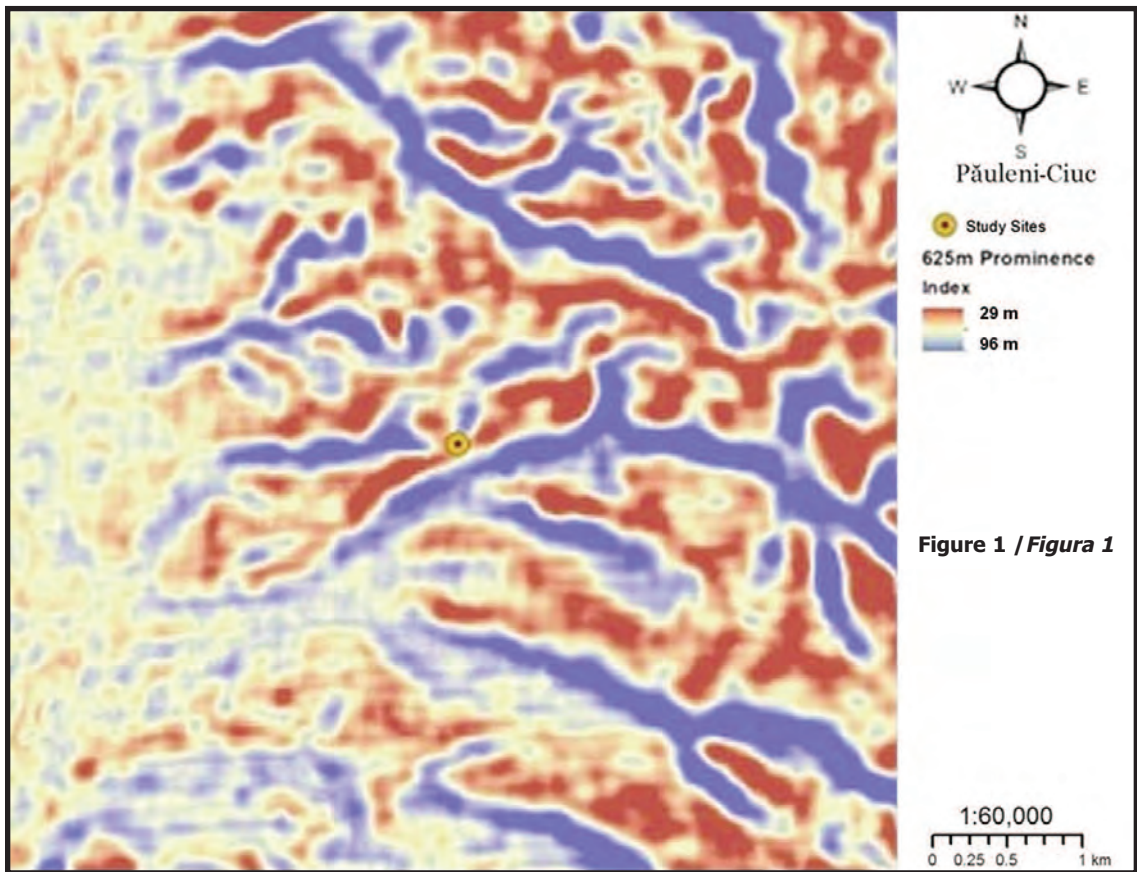 N
W E
S
Păuleni-Ciuc
Study Sites
625m Prominence
Index
29 m
96 m
Figure 1 / Figura 1
1:60,000
0 0.25 0.5 1 km